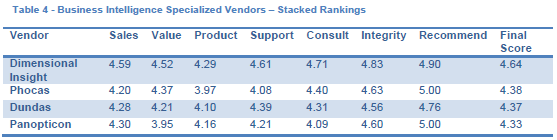 Table 4 - Business Intelligence Specialized Vendors – Stacked Rankings
Vendor Sales Value Product Support Consult Integrity Recommend Final Score
Dimensional Insight 4.59 4.52 4.29 4.61 4.71 4.83 4.90 4.64
Phocas 4.20 4.37 3.97 4.08 4.40 4.63 5.00 4.38
Dundas 4.28 4.21 4.10 4.39 4.31 4.56 4.76 4.37
Panopticon 4.30 3.95 4.16 4.21 4.09 4.60 5.00 4.33